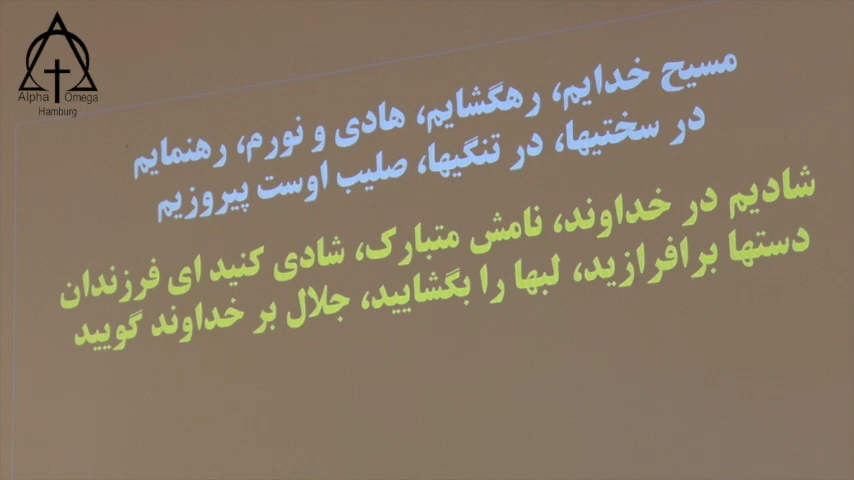 Alpha Omega
Hamburg
مسیح خدایم، رهگشایم، هادی و نورم، رهنمایم
در سختیها، در تنگیها، صلیب اوست پیروزیم
شادیم در خداوند، نامش متبارک، شادی کنید ای فرزندان
دستها برافرازید، لبها را بگشایید، جلال بر خداوند گویید